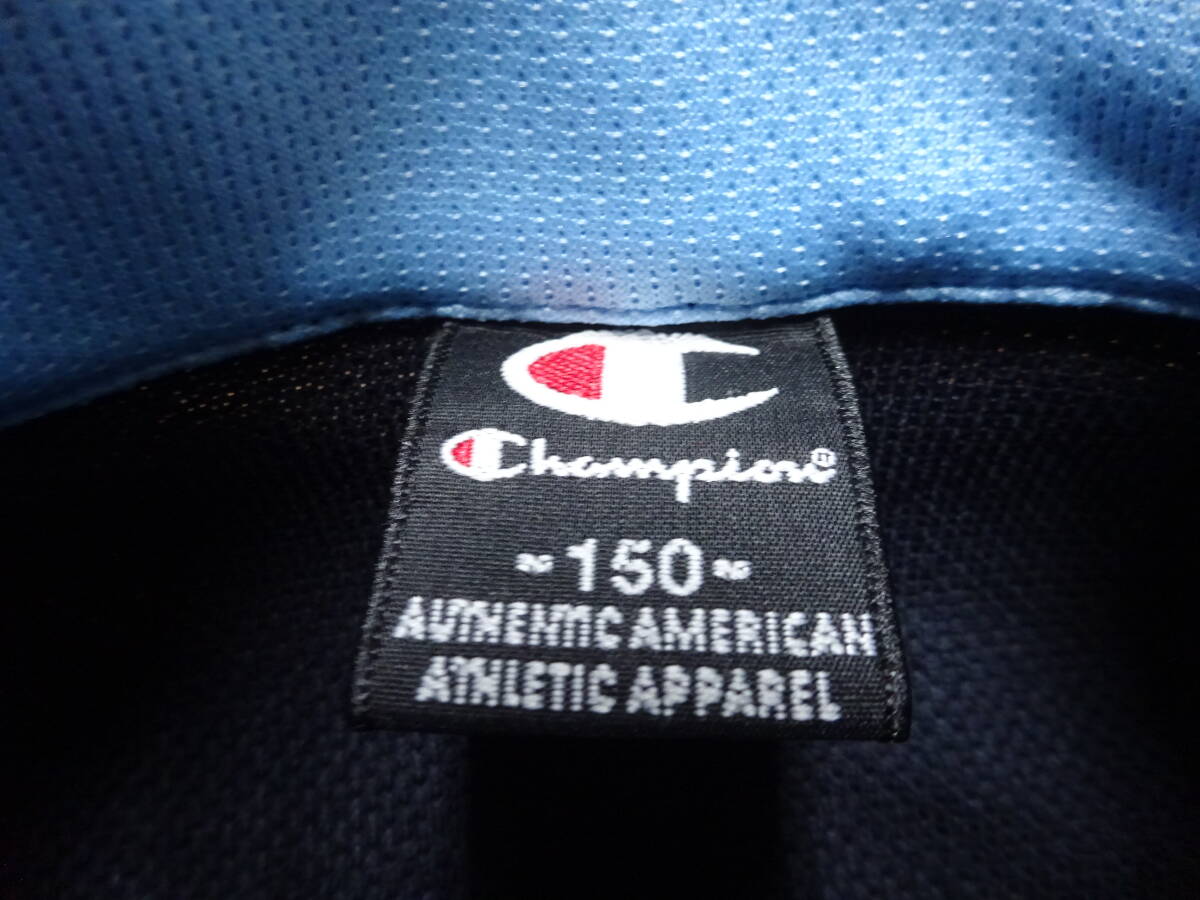 Champion
~150~
AUTHENTIC AMERICAN
ATHLETIC APPAREL